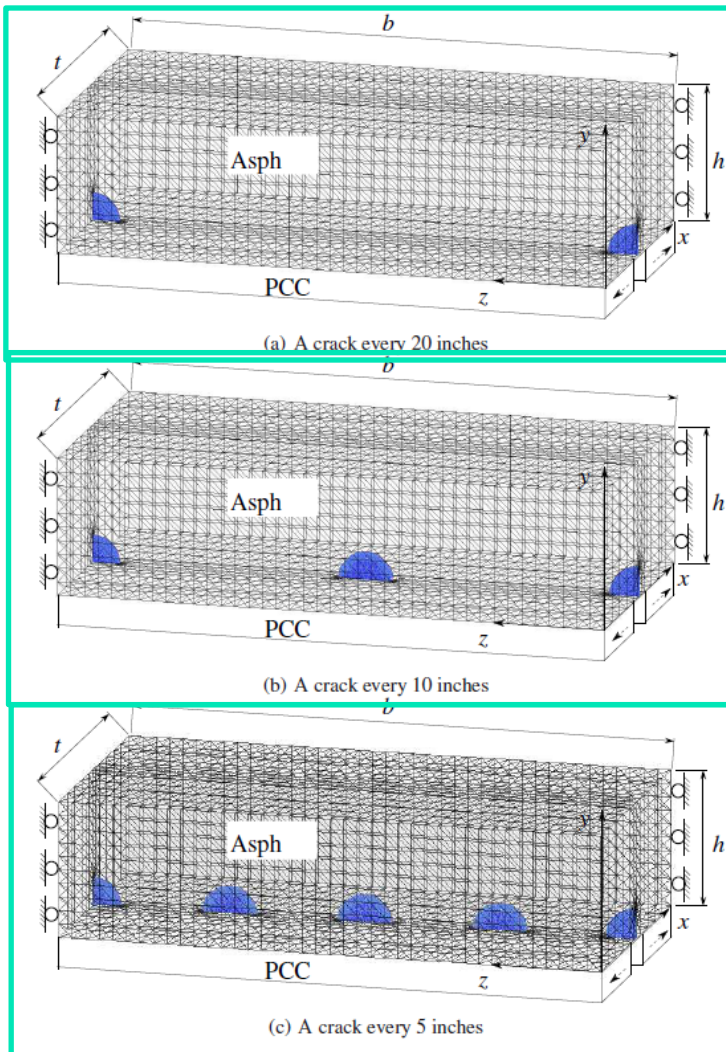 b
t
h
y
Asph
x
PCC
z
(a) A crack every 20 inches
b
t
h
y
Asph
x
PCC
z
(b) A crack every 10 inches
b
t
h
y
Asph
x
PCC
z
(c) A crack every 5 inches